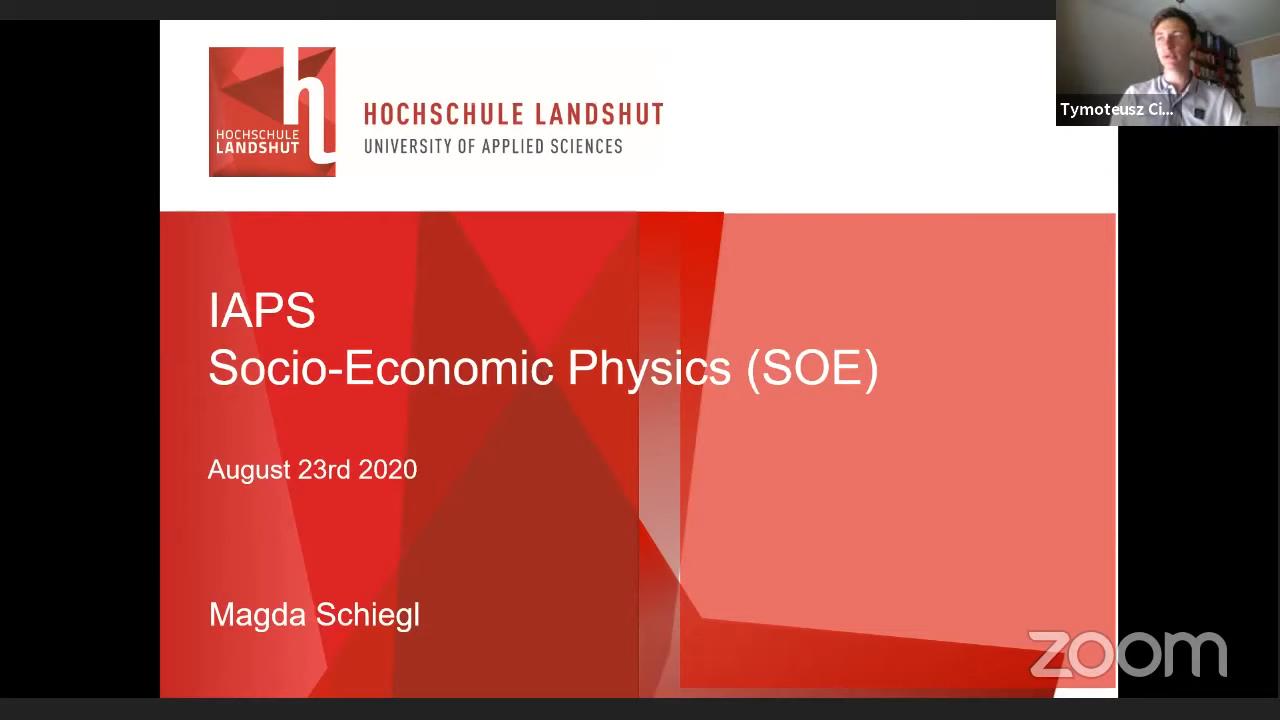 HOCHSCHULE
LANDSHUT
HOCHSCHULE LANDSHUT
UNIVERSITY OF APPLIED SCIENCES
Tymoteusz Ci...
IAPS
Socio-Economic Physics (SOE)
August 23rd 2020
Magda Schiegl
zoom